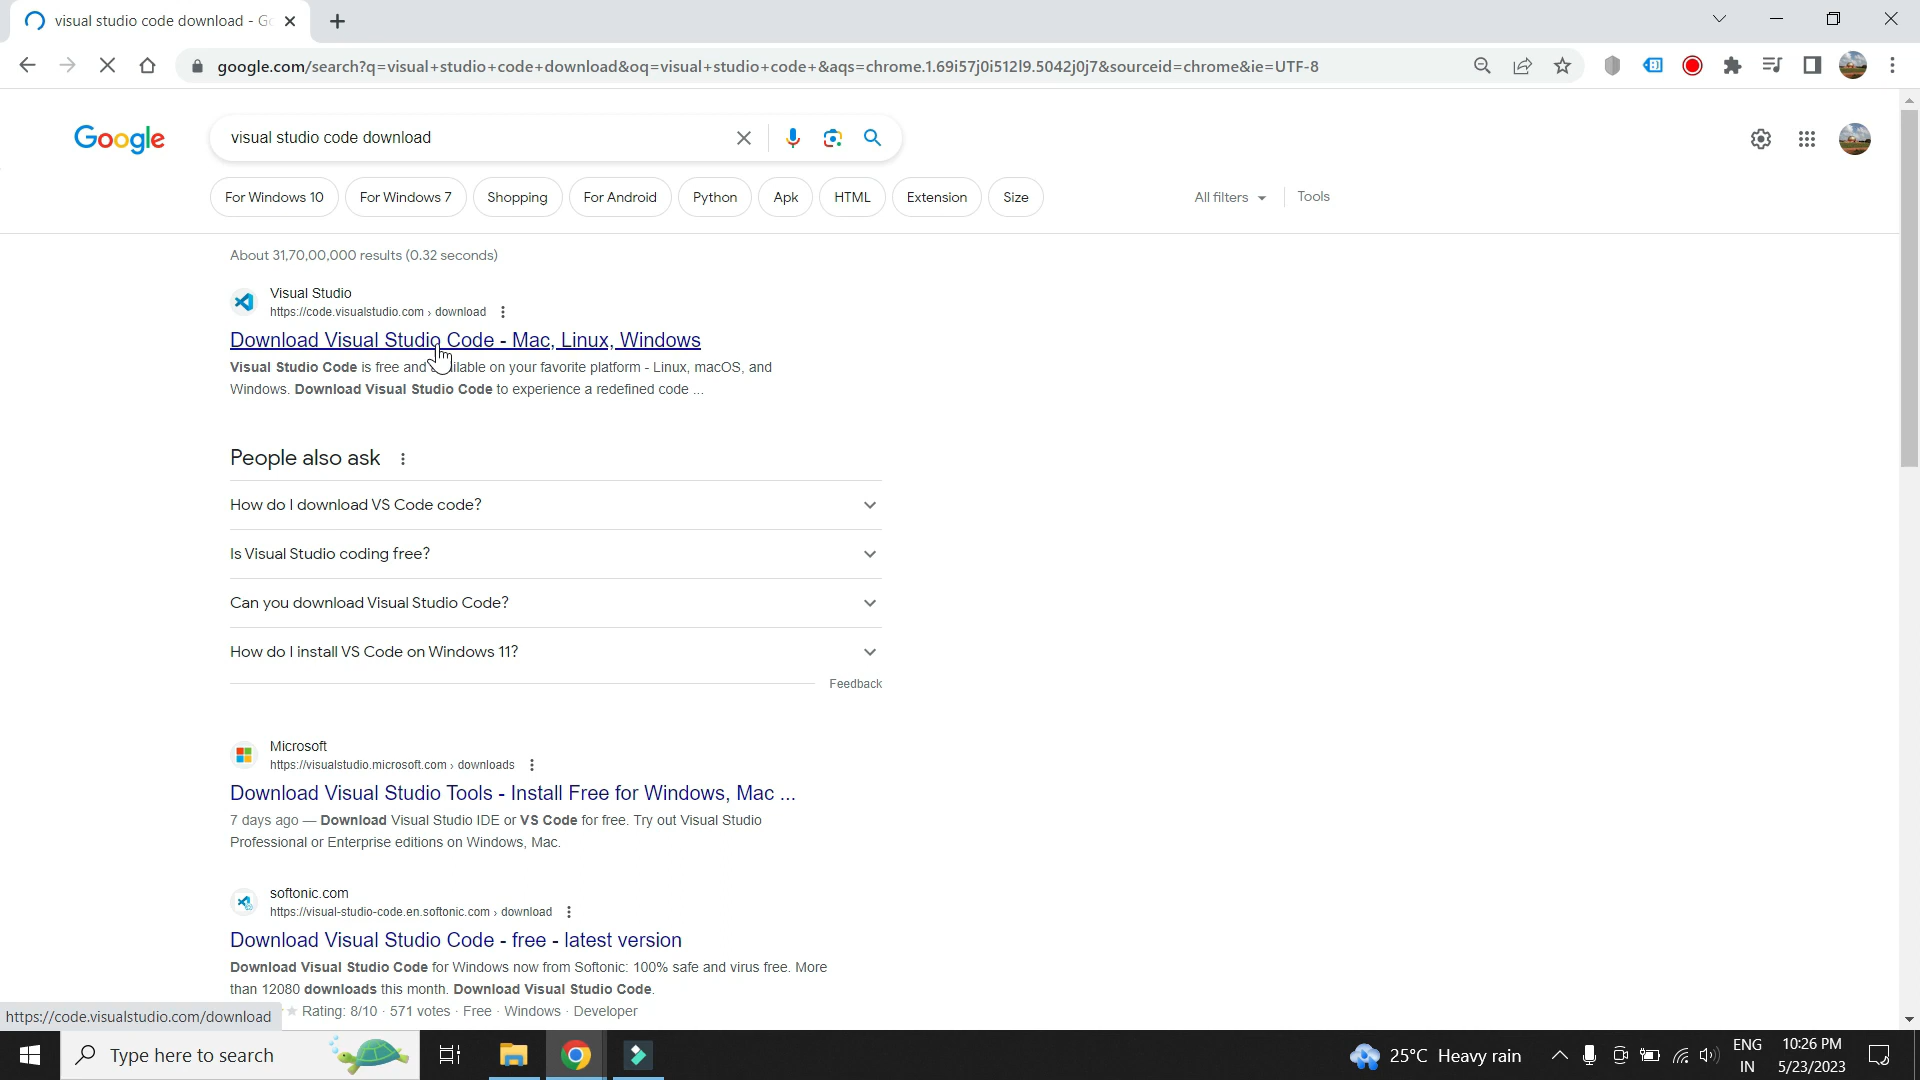 visual studio code download - G
google.com/search?q=visual+studio+code+download&oq=visual+studio+code+&aqs=chrome.1.69i57j0i512l9.5042j0j7&sourceid=chrome&ie=UTF-8
Google
visual studio code download
For Windows 10
For Windows 7
Shopping
For Android
Python
Apk
HTML
Extension
Size
All filters
Tools
About 31,70,00,000 results (0.32 seconds)
Visual Studio
https://code.visualstudio.com › download
Download Visual Studio Code - Mac, Linux, Windows
Visual Studio Code is free and available on your favorite platform - Linux, macOS, and
Windows. Download Visual Studio Code to experience a redefined code ...
People also ask
How do I download VS Code code?
Is Visual Studio coding free?
Can you download Visual Studio Code?
How do I install VS Code on Windows 11?
Feedback
Microsoft
https://visualstudio.microsoft.com › downloads
Download Visual Studio Tools - Install Free for Windows, Mac ...
7 days ago — Download Visual Studio IDE or VS Code for free. Try out Visual Studio
Professional or Enterprise editions on Windows, Mac.
softonic.com
https://visual-studio-code.en.softonic.com › download
Download Visual Studio Code - free - latest version
Download Visual Studio Code for Windows now from Softonic: 100% safe and virus free. More
than 12080 downloads this month. Download Visual Studio Code.
Rating: 8/10 · 571 votes · Free · Windows · Developer
https://code.visualstudio.com/download
Type here to search
25°C Heavy rain
ENG
IN
10:26 PM
5/23/2023